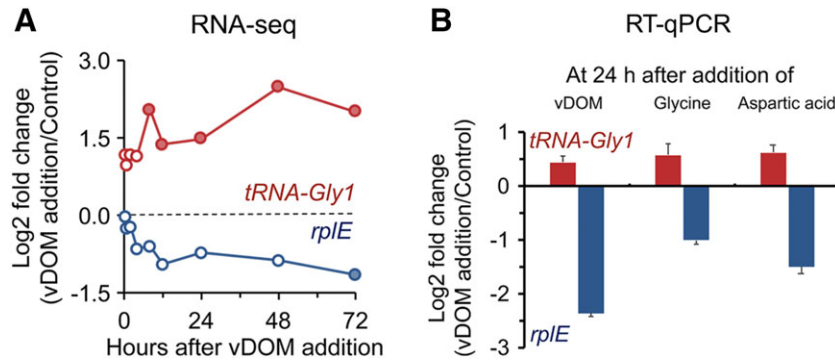 A
RNA-seq
Log2 fold change
(vDOM addition/Control)
3.0
1.5
0.0
-1.5
tRNA-Gly1
rplE
0
24
48
72
Hours after vDOM addition
B
RT-qPCR
At 24 h after addition of
vDOM Glycine Aspartic acid
Log2 fold change
(vDOM addition/Control)
1
0
-1
-2
-3
tRNA-Gly1
rplE